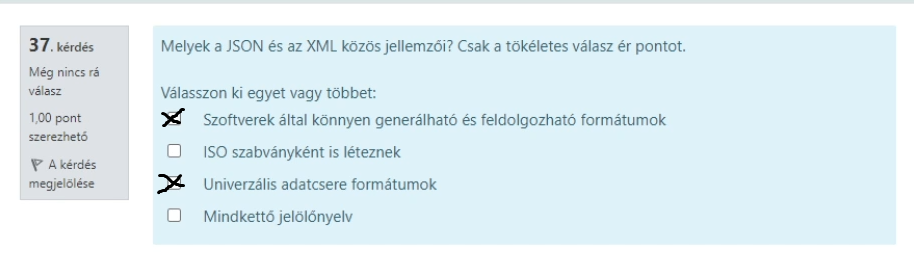 37. kérdés
Még nincs rá
válasz
1,00 pont
szerezhető
A kérdés
megjelölése
Melyek a JSON és az XML közös jellemzői? Csak a tökéletes válasz ér pontot.
Válasszon ki egyet vagy többet:
Szoftverek által könnyen generálható és feldolgozható formátumok
ISO szabványként is léteznek
Univerzális adatcsere formátumok
Mindkettő jelölőnyelv